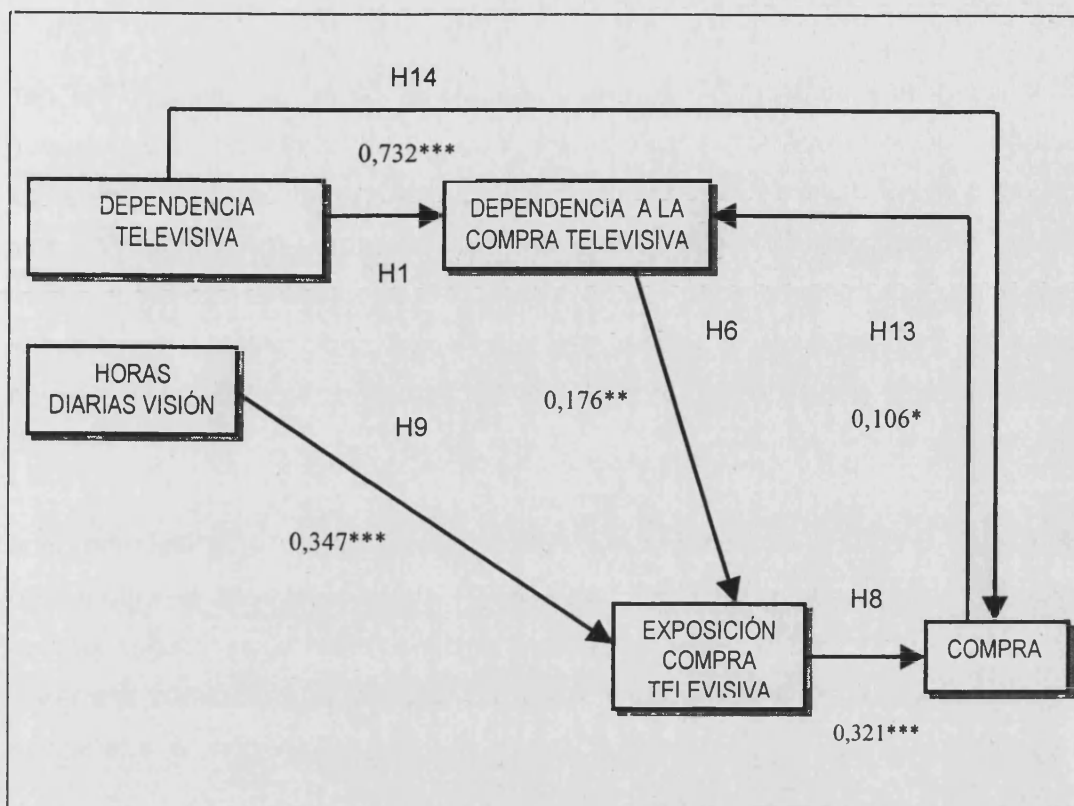 H14
0,732***
DEPENDENCIA
TELEVISIVA
DEPENDENCIA A LA
COMPRA TELEVISIVA
H1
H6
H13
HORAS
DIARIAS VISIÓN
0,176**
0,106*
H9
0,347***
H8
EXPOSICIÓN
COMPRA
TELEVISIVA
COMPRA
0,321***